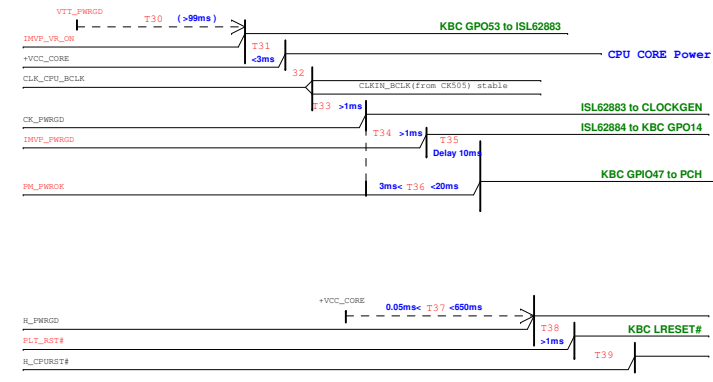 VTT_PWRGD
T30 ( >99ms )
KBC GPO53 to ISL62883
IMVP_VR_ON
T31
<3ms
+VCC_CORE
CPU CORE Power
32
CLK_CPU_BCLK
CLKIN_BCLK(from CK505) stable
T33 >1ms
ISL62883 to CLOCKGEN
CK_PWRGD
T34 >1ms
ISL62884 to KBC GPO14
IMVP_PWRGD
T35
Delay 10ms
KBC GPIO47 to PCH
PM_PWROK
3ms< T36 <20ms
+VCC_CORE
0.05ms< T37 <650ms
H_PWRGD
T38
>1ms
KBC LRESET#
PLT_RST#
T39
H_CPURST#